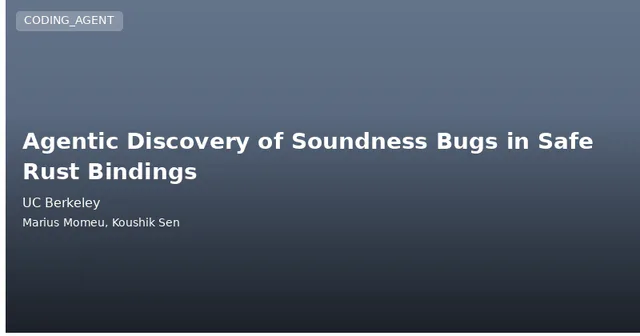 CODING_AGENT
Agentic Discovery of Soundness Bugs in Safe
Rust Bindings
UC Berkeley
Marius Momeu, Koushik Sen